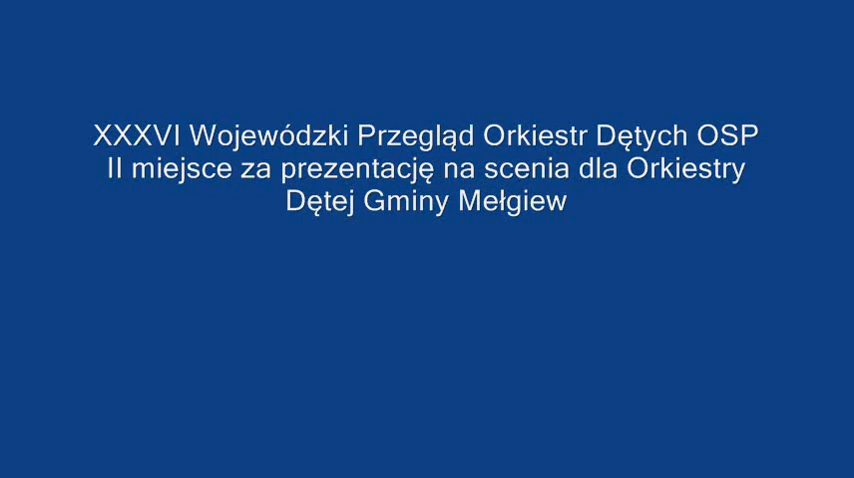 XXXVI Wojewódzki Przegląd Orkiestr Dętych OSP
II miejsce za prezentację na scenia dla Orkiestry
Dętej Gminy Mełgiew